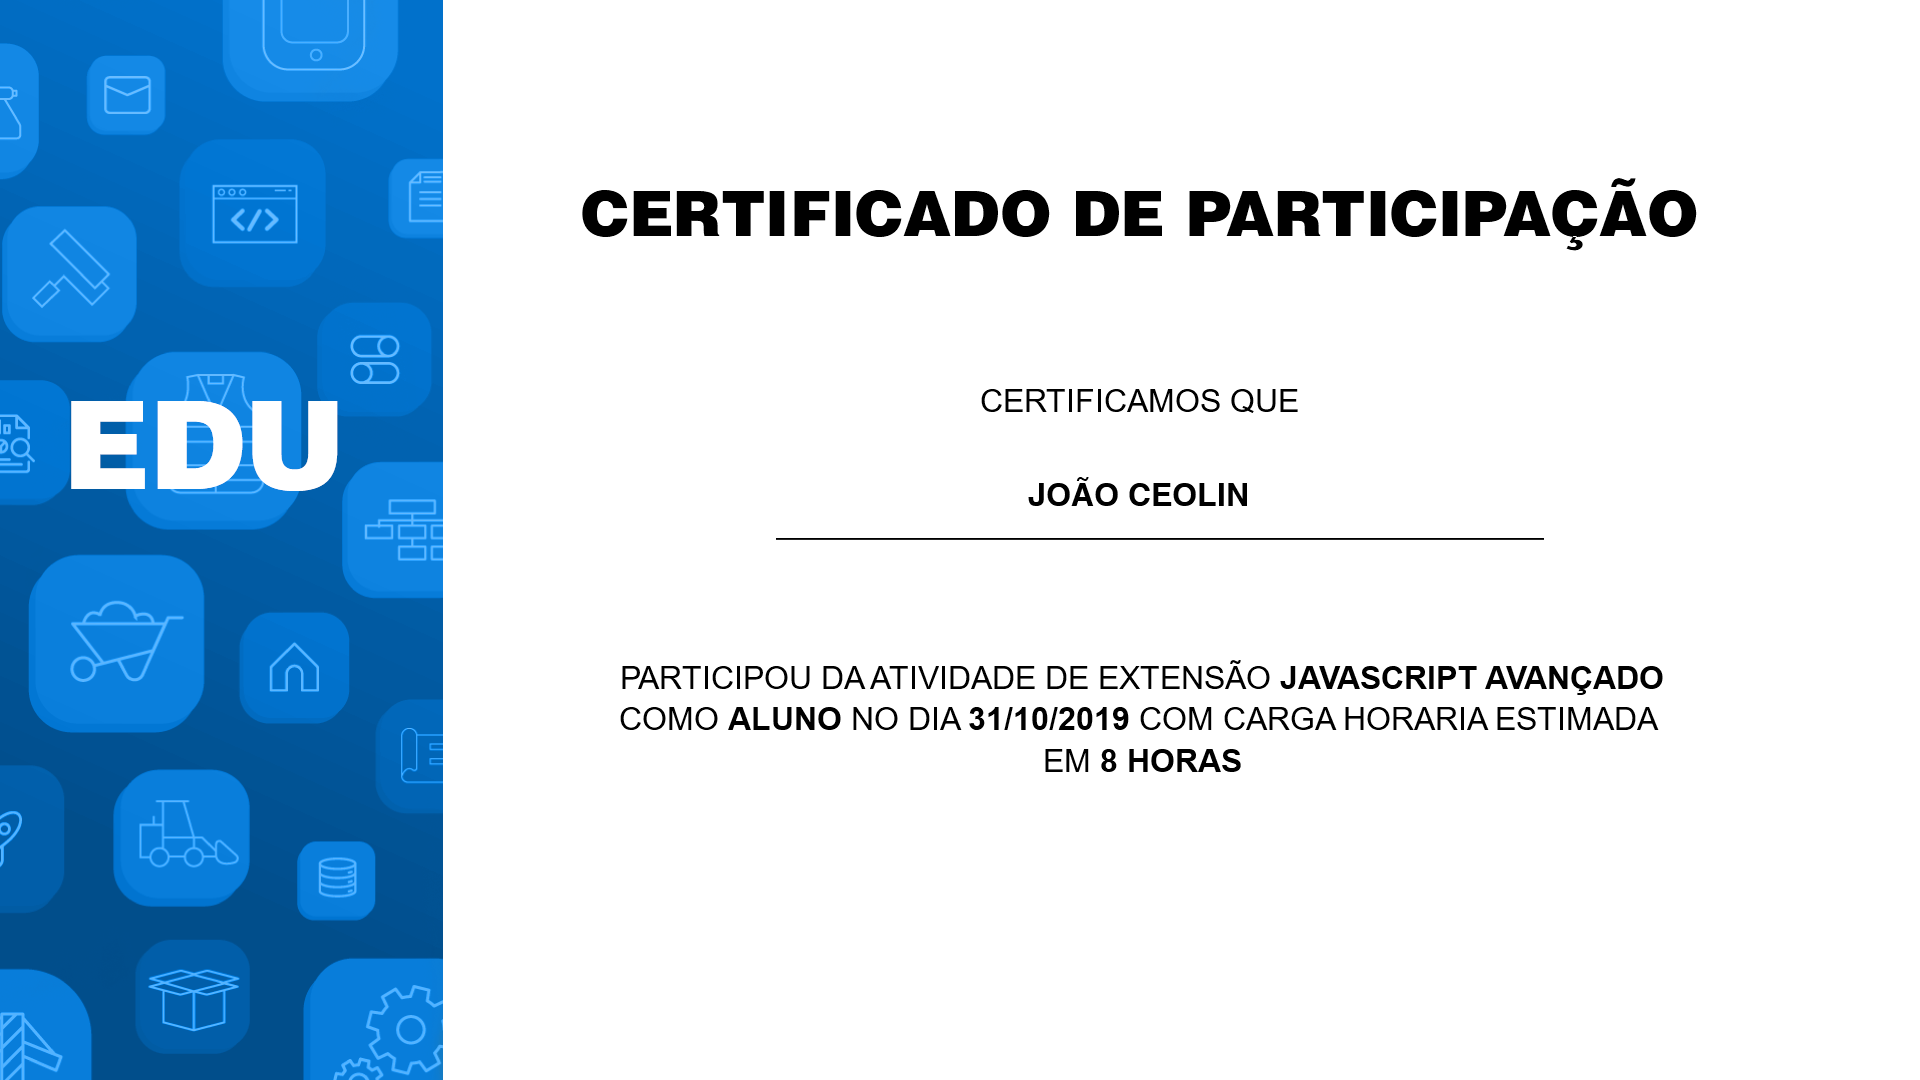 EDU
CERTIFICADO DE PARTICIPAÇÃO
CERTIFICAMOS QUE
JOÃO CEOLIN
PARTICIPOU DA ATIVIDADE DE EXTENSÃO JAVASCRIPT AVANÇADO
COMO ALUNO NO DIA 31/10/2019 COM CARGA HORARIA ESTIMADA
EM 8 HORAS